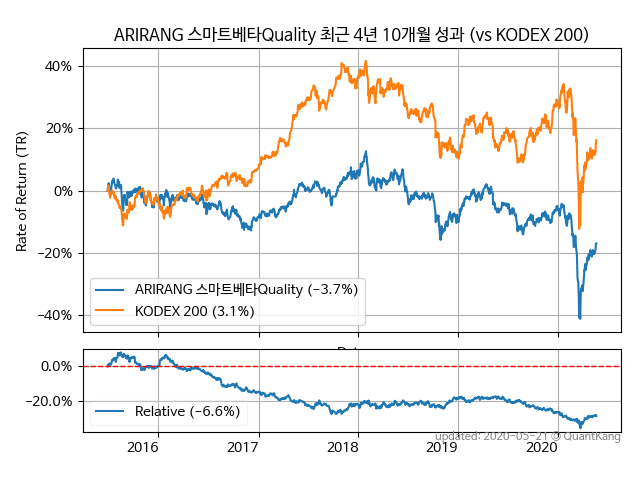 ARIRANG 스마트베타Quality 최근 4년 10개월 성과 (vs KODEX 200)
Rate of Return (TR)
40%
20%
0%
−20%
−40%
ARIRANG 스마트베타Quality (−3.7%)
KODEX 200 (3.1%)
0.0%
−20.0%
Relative (−6.6%)
updated: 2020-05-21 © QuantKang
2016 2017 2018 2019 2020